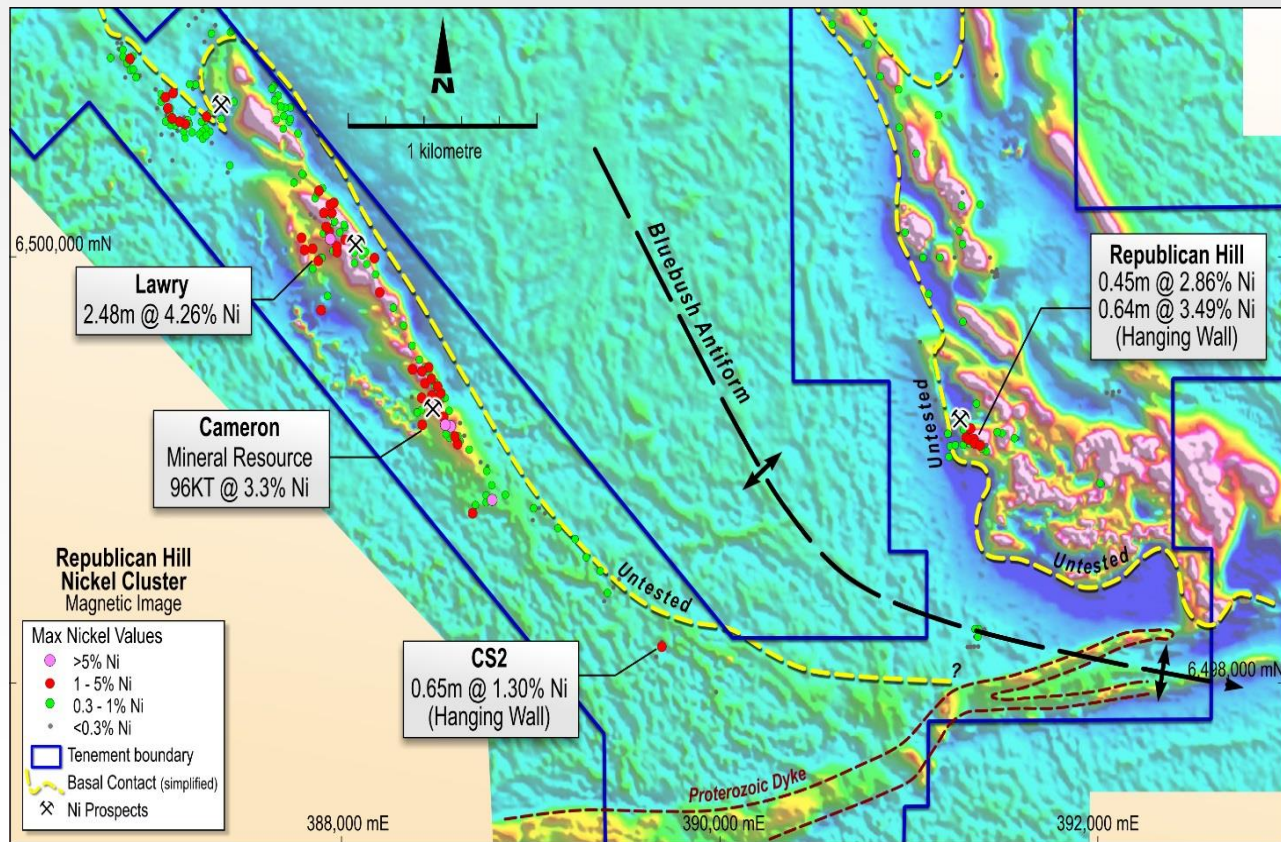 N
1 kilometre
6,500,000 mN
Lawry
2.48m @ 4.26% Ni
Bluebush Antiform
Republican Hill
0.45m @ 2.86% Ni
0.64m @ 3.49% Ni
(Hanging Wall)
Untested
Cameron
Mineral Resource
96KT @ 3.3% Ni
Untested
Untested
CS2
0.65m @ 1.30% Ni
(Hanging Wall)
?
6,498,000 mN
Proterozoic Dyke
Republican Hill
Nickel Cluster
Magnetic Image
Max Nickel Values
>5% Ni
1 - 5% Ni
0.3 - 1% Ni
<0.3% Ni
Tenement boundary
Basal Contact (simplified)
Ni Prospects
388,000 mE
390,000 mE
392,000 mE